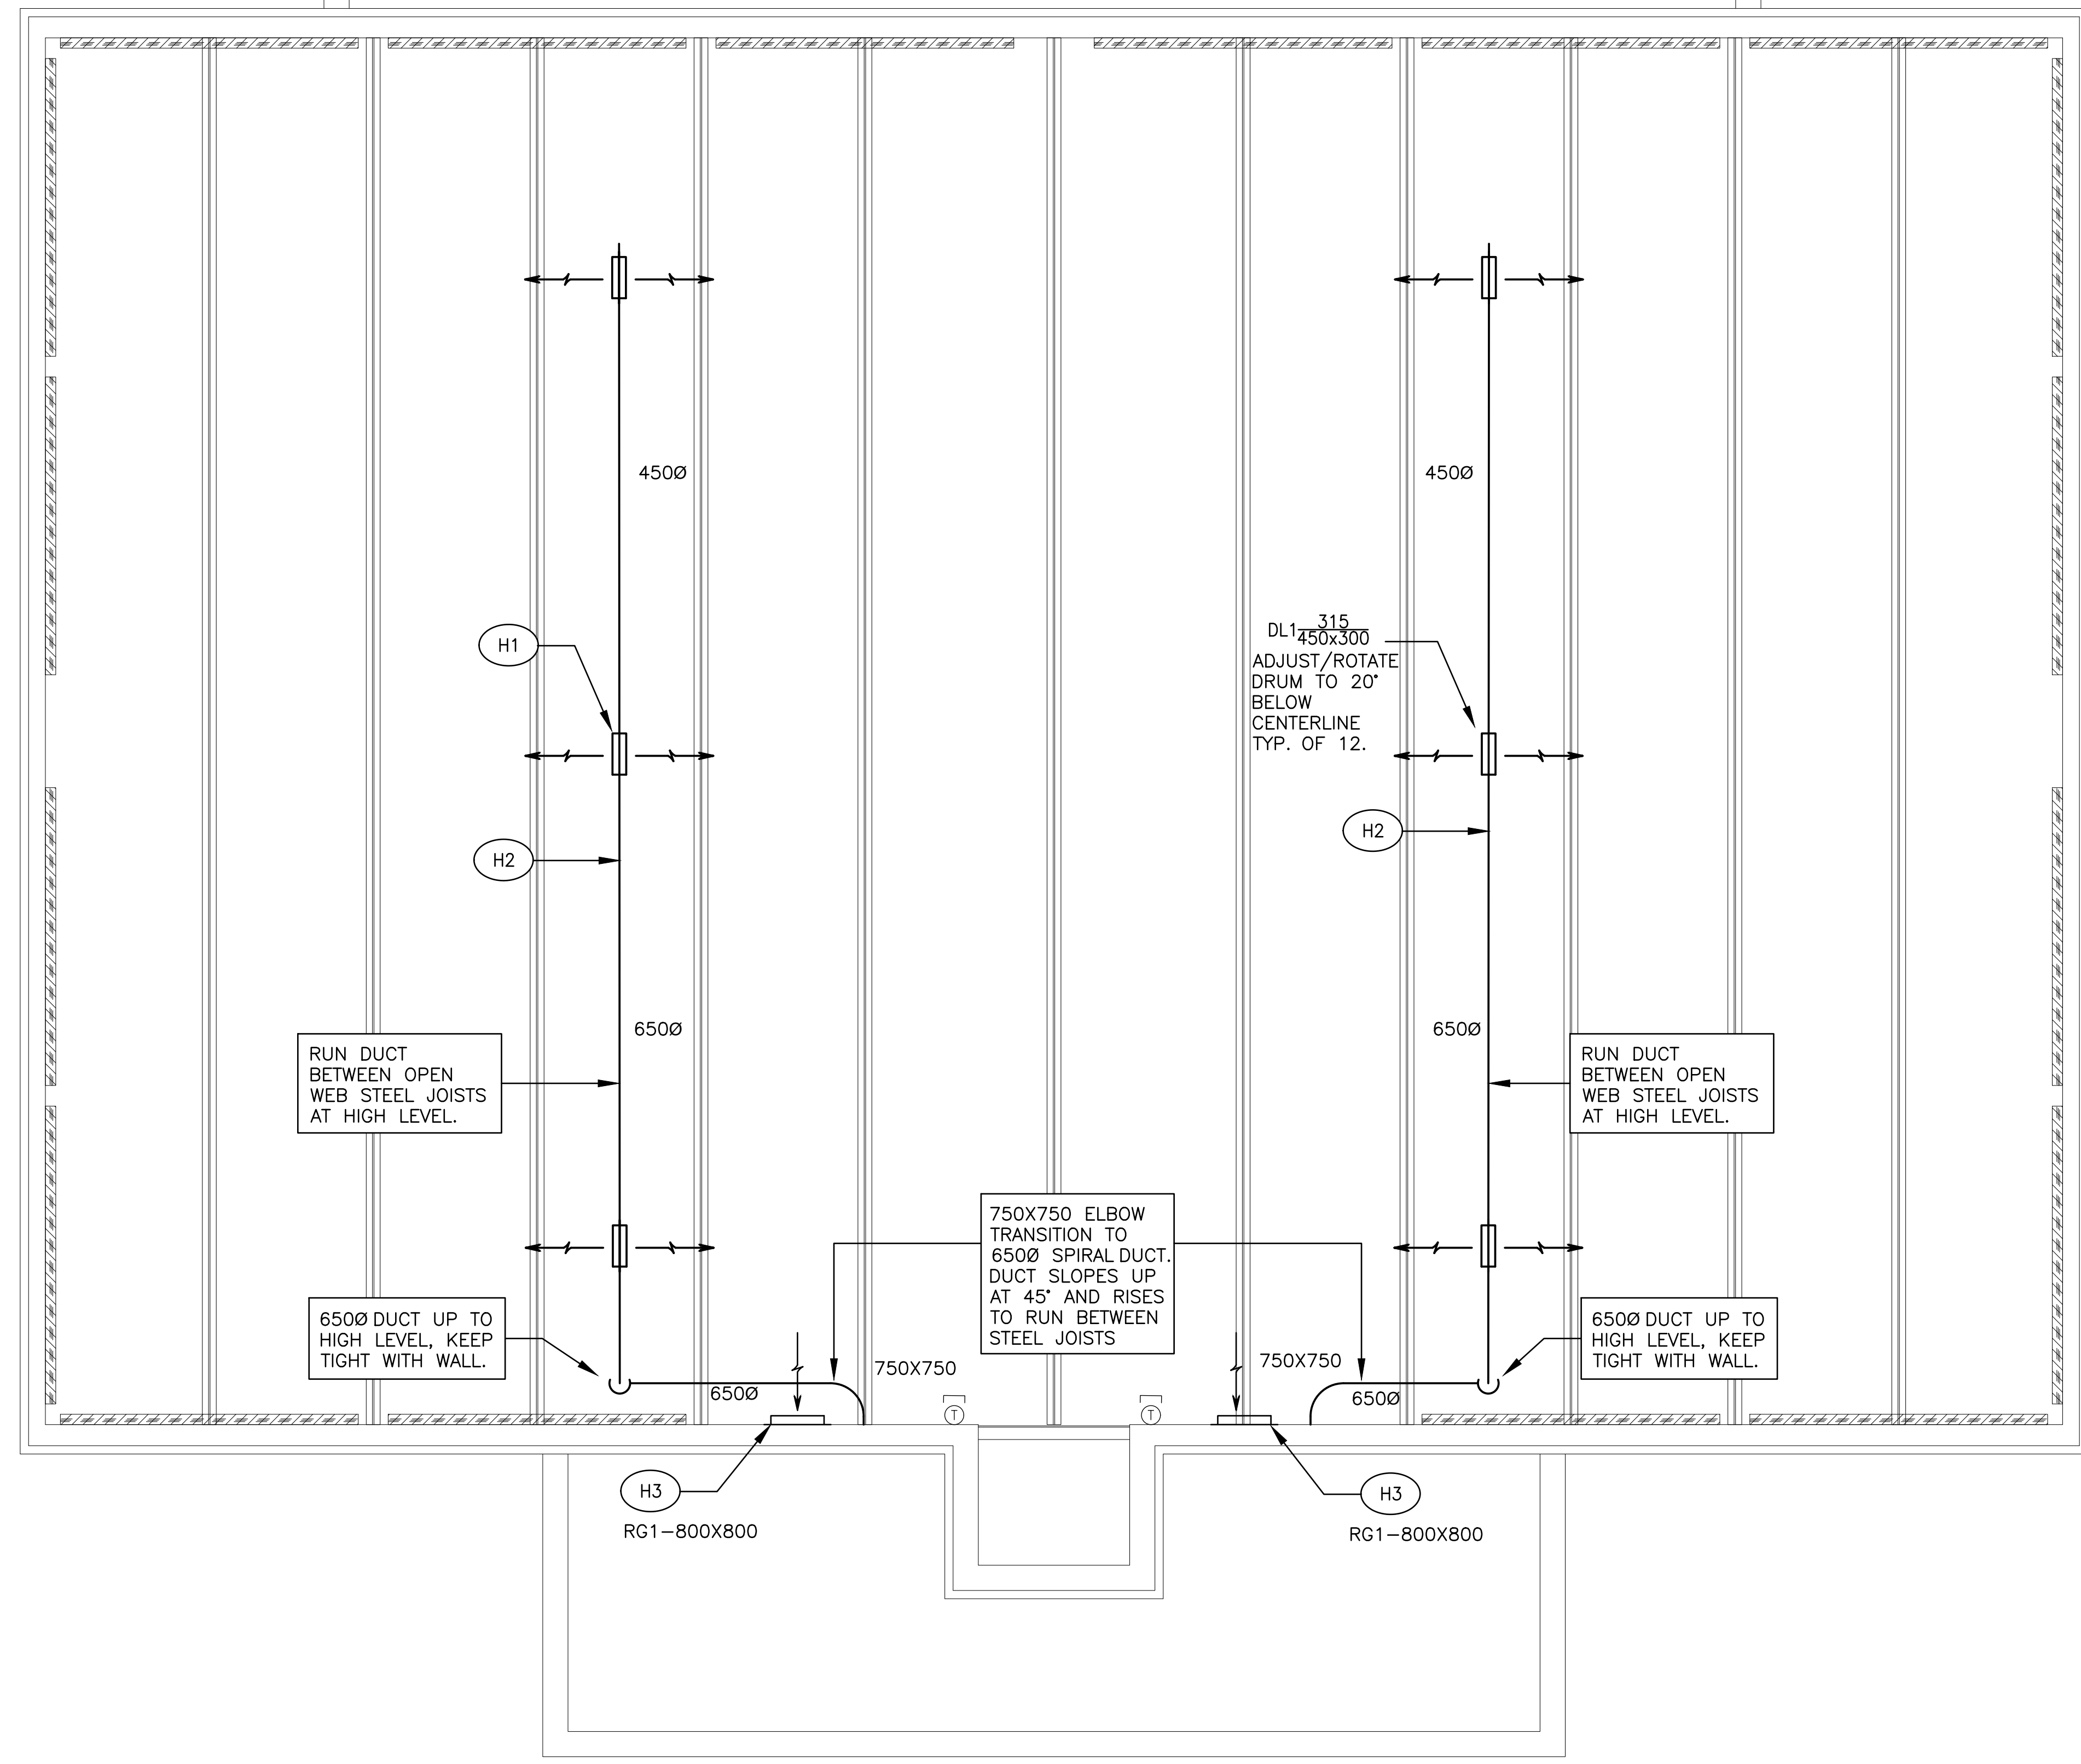 450Ø
450Ø
H1
DL1 315
450x300
ADJUST/ROTATE
DRUM TO 20°
BELOW
CENTERLINE
TYP. OF 12.
H2
H2
650Ø
650Ø
RUN DUCT
BETWEEN OPEN
WEB STEEL JOISTS
AT HIGH LEVEL.
RUN DUCT
BETWEEN OPEN
WEB STEEL JOISTS
AT HIGH LEVEL.
750X750 ELBOW
TRANSITION TO
650Ø SPIRAL DUCT.
DUCT SLOPES UP
AT 45° AND RISES
TO RUN BETWEEN
STEEL JOISTS
650Ø DUCT UP TO
HIGH LEVEL, KEEP
TIGHT WITH WALL.
650Ø DUCT UP TO
HIGH LEVEL, KEEP
TIGHT WITH WALL.
650Ø
750X750
750X750
650Ø
T
T
H3
RG1-800X800
H3
RG1-800X800